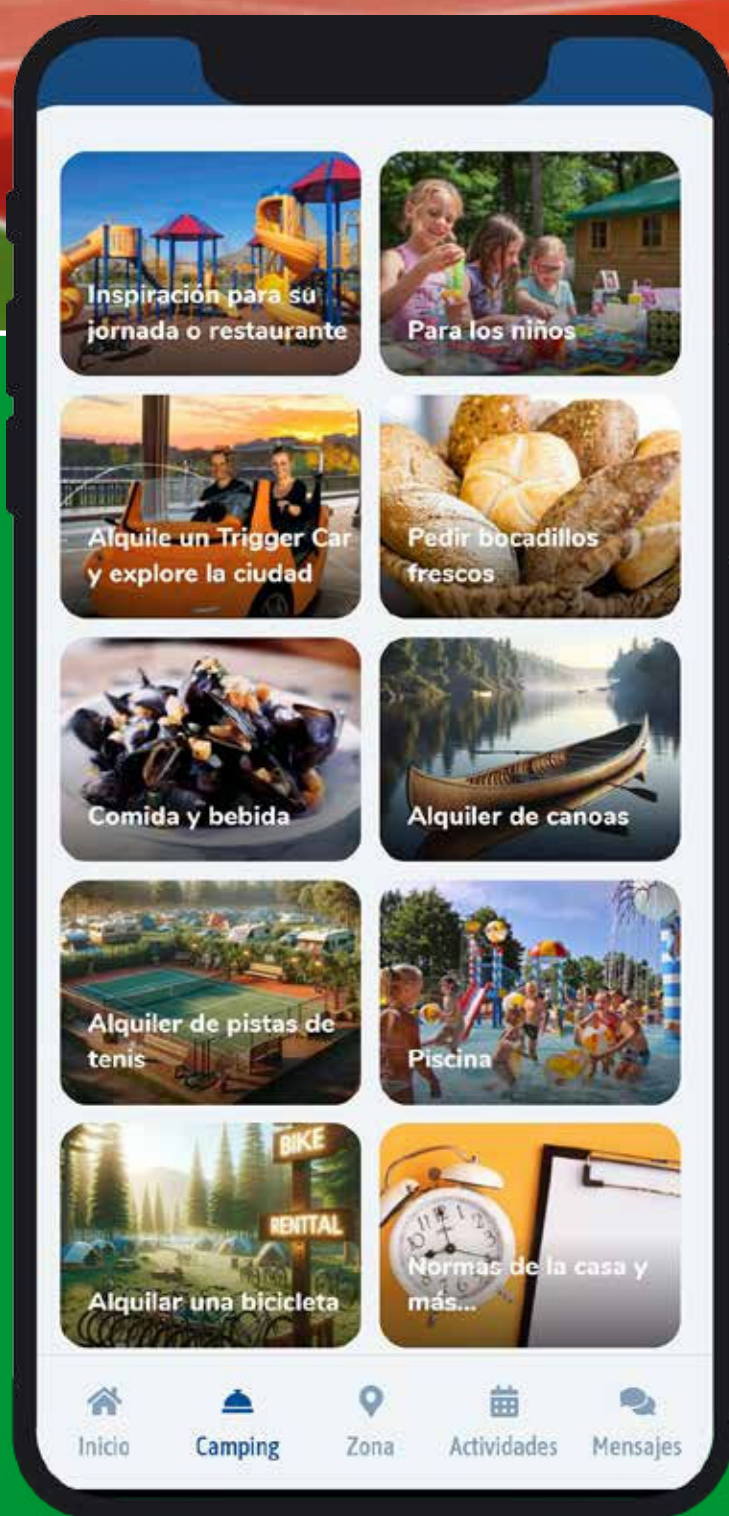 Inspiración para su
jornada o restaurante
Para los niños
Alquile un Trigger Car
y explore la ciudad
Pedir bocadillos
frescos
Comida y bebida
Alquiler de canoas
Alquiler de pistas de
tenis
Piscina
BIKE
RENTTAL
Alquilar una bicicleta
Normas de la casa y
más...
Inicio
Camping
Zona
Actividades
Mensajes